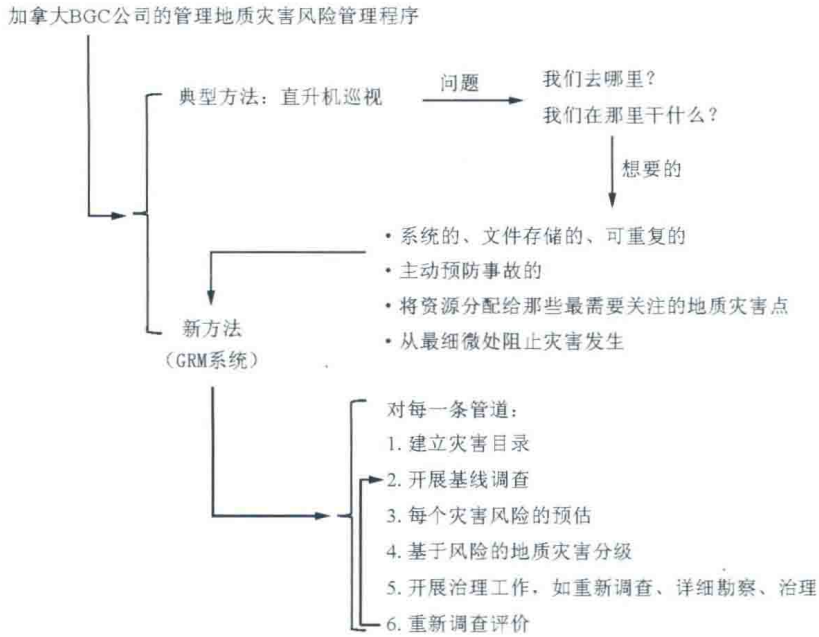 加拿大BGC公司的管理地质灾害风险管理程序
典型方法：直升机巡视
问题
我们去哪里？
我们在那里干什么？
想要的
・系统的、文件存储的、可重复的
・主动预防事故的
・将资源分配给那些最需要关注的地质灾害点
・从最细微处阻止灾害发生
新方法
（GRM系统）
对每一条管道：
1. 建立灾害目录
2. 开展基线调查
3. 每个灾害风险的预估
4. 基于风险的地质灾害分级
5. 开展治理工作，如重新调查、详细勘察、治理
6. 重新调查评价